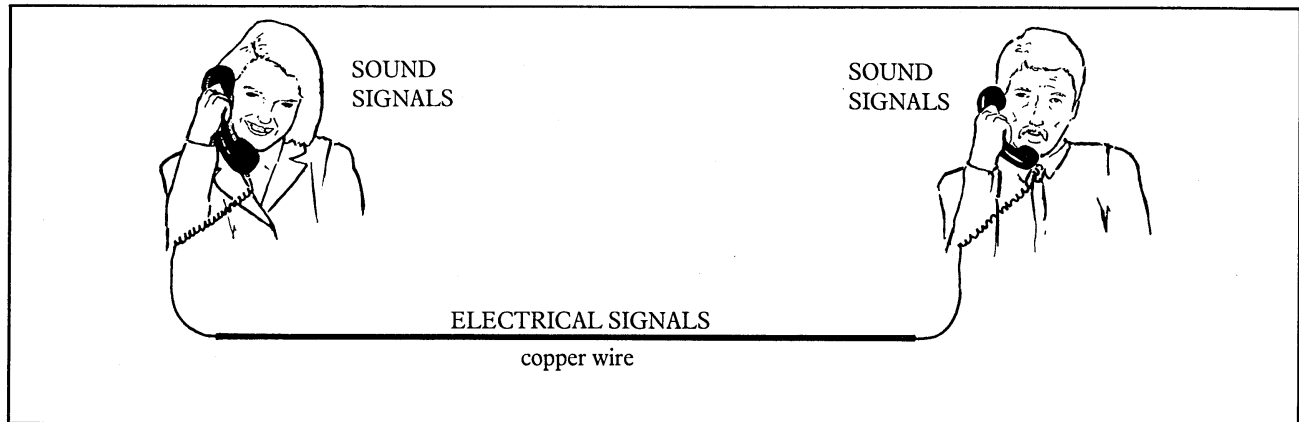 SOUND
SIGNALS
SOUND
SIGNALS
ELECTRICAL SIGNALS
copper wire